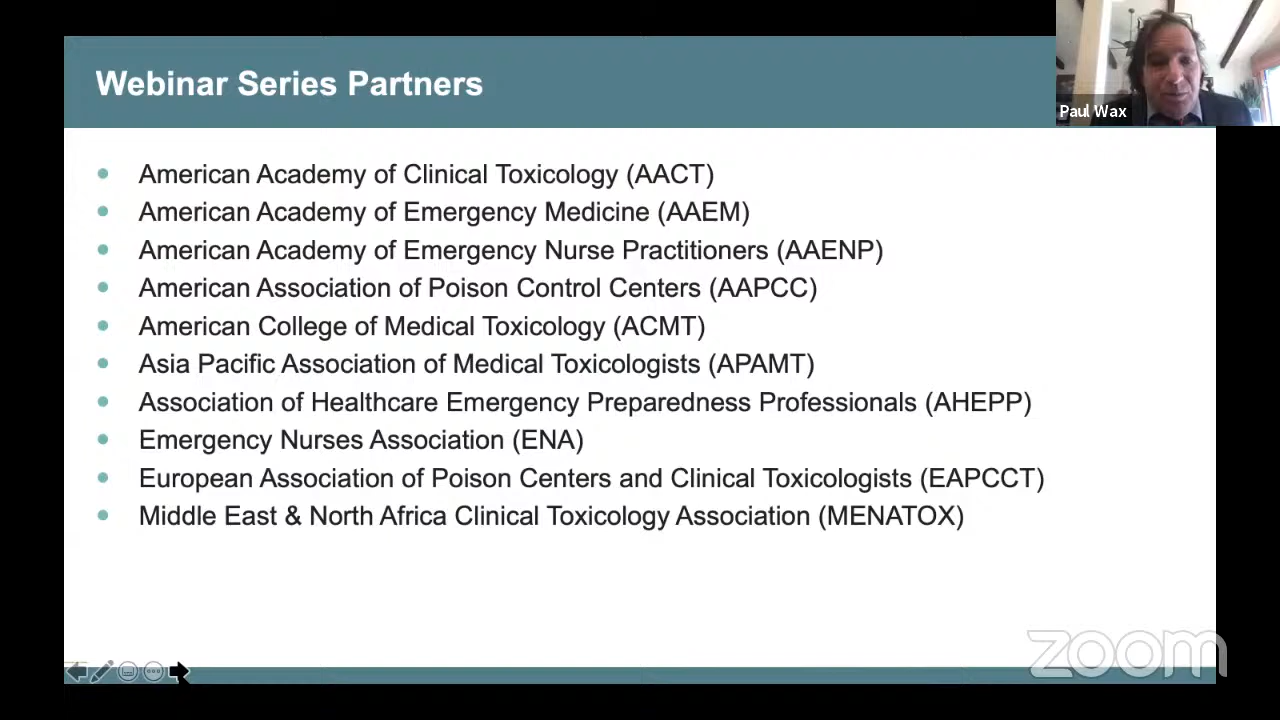 Webinar Series Partners
Paul Wax
American Academy of Clinical Toxicology (AACT)
American Academy of Emergency Medicine (AAEM)
American Academy of Emergency Nurse Practitioners (AAENP)
American Association of Poison Control Centers (AAPCC)
American College of Medical Toxicology (ACMT)
Asia Pacific Association of Medical Toxicologists (APAMT)
Association of Healthcare Emergency Preparedness Professionals (AHEPP)
Emergency Nurses Association (ENA)
European Association of Poison Centers and Clinical Toxicologists (EAPCCT)
Middle East & North Africa Clinical Toxicology Association (MENATOX)
zoom